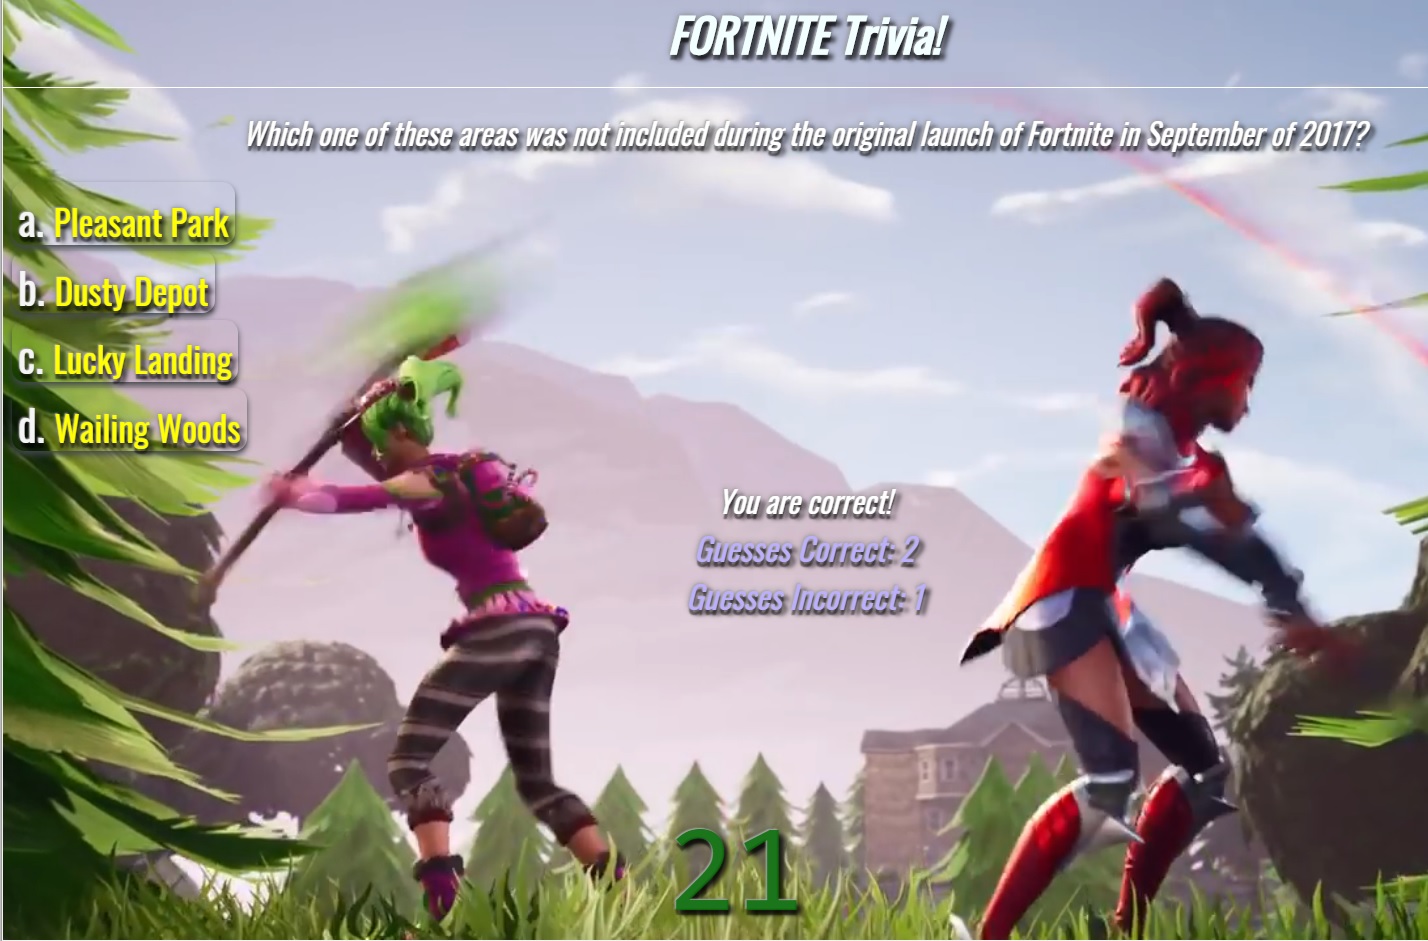 FORTNITE Trivia!
Which one of these areas was not included during the original launch of Fortnite in September of 2017?
a. Pleasant Park
b. Dusty Depot
c. Lucky Landing
d. Wailing Woods
You are correct!
Guesses Correct: 2
Guesses Incorrect: 1
21